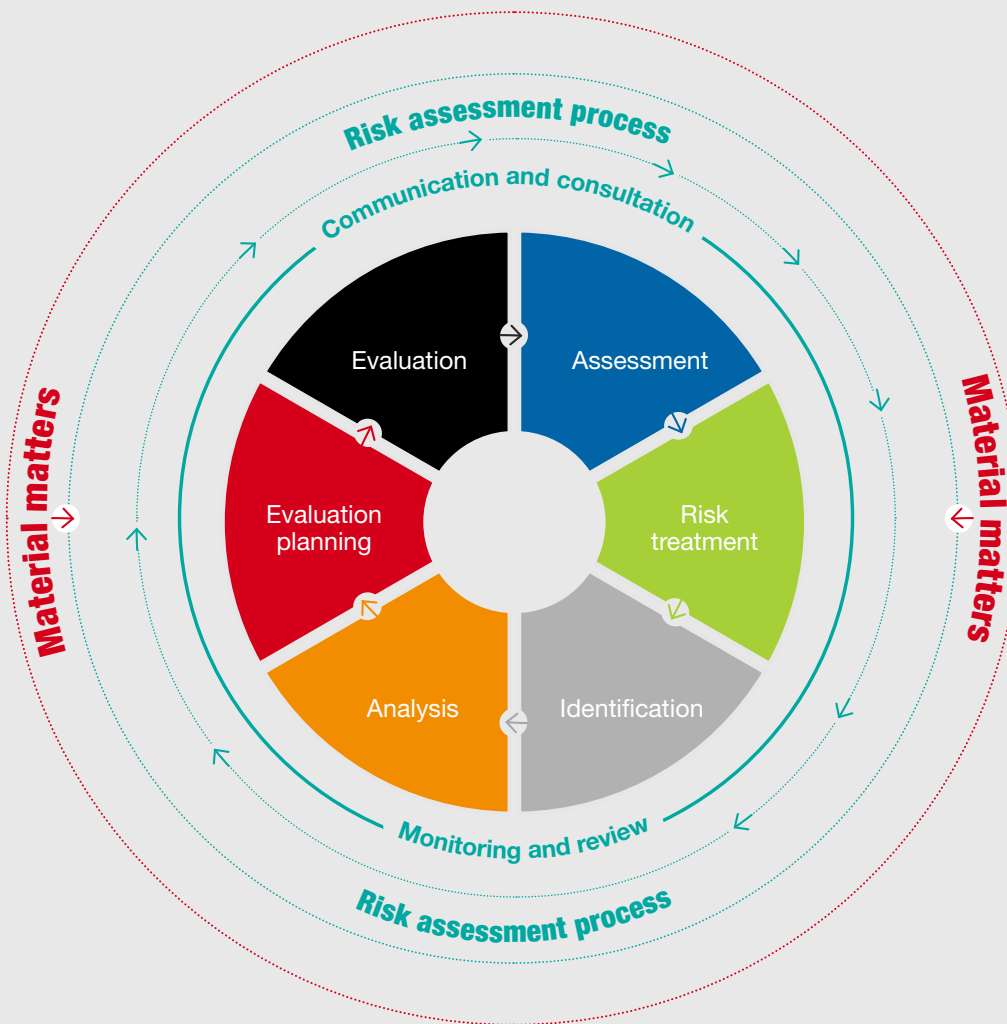 Risk assessment process
Communication and consultation
Evaluation
Assessment
Material matters
Evaluation
planning
Risk
treatment
Material matters
Analysis
Identification
Monitoring and review
Risk assessment process